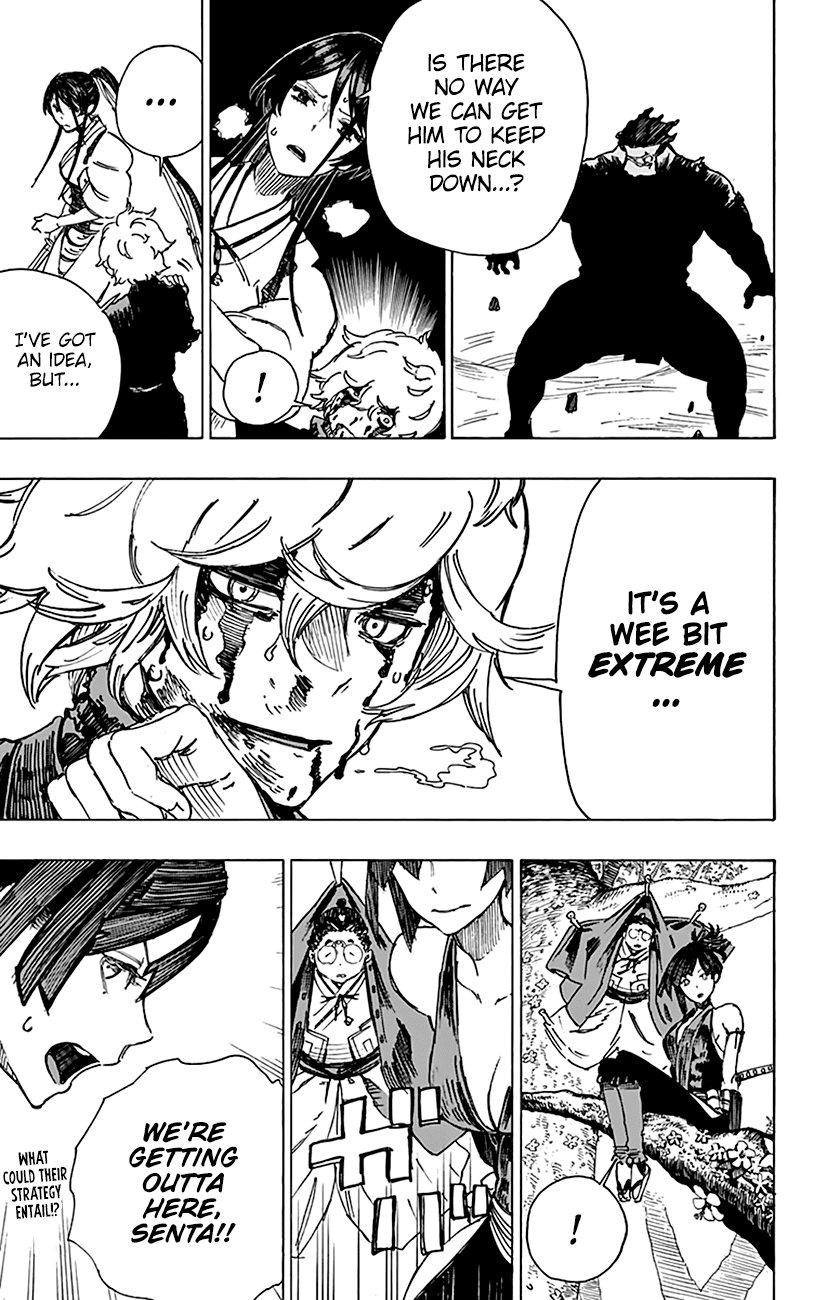 IS THERE
NO WAY
WE CAN GET
HIM TO KEEP
HIS NECK
DOWN...?
!
...
I'VE GOT
AN IDEA,
BUT...
IT'S A
WEE BIT
EXTREME
...
!
WE'RE
GETTING
OUTTA
HERE,
SENTA!!
WHAT
COULD THEIR
STRATEGY
ENTAIL!?